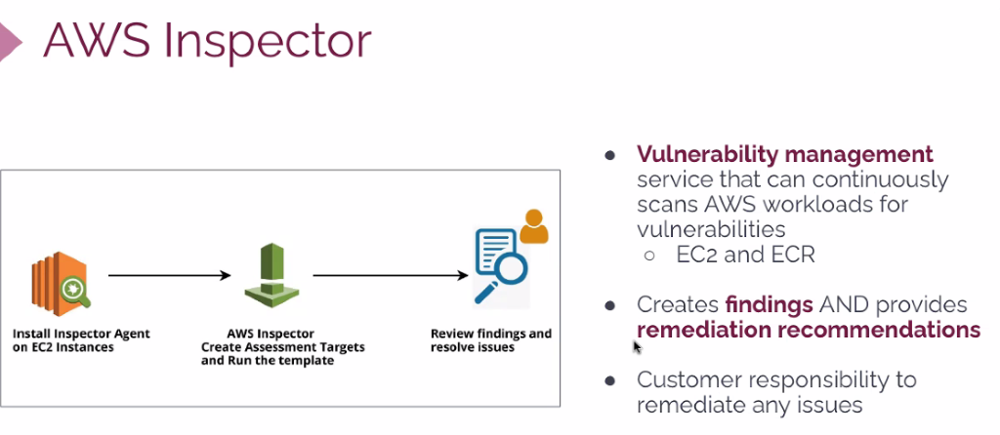 AWS Inspector
Install Inspector Agent
on EC2 Instances
AWS Inspector
Create Assessment Targets
and Run the template
Review findings and
resolve issues
● Vulnerability management
service that can continuously
scans AWS workloads for
vulnerabilities
○ EC2 and ECR
● Creates findings AND provides
remediation recommendations
● Customer responsibility to
remediate any issues